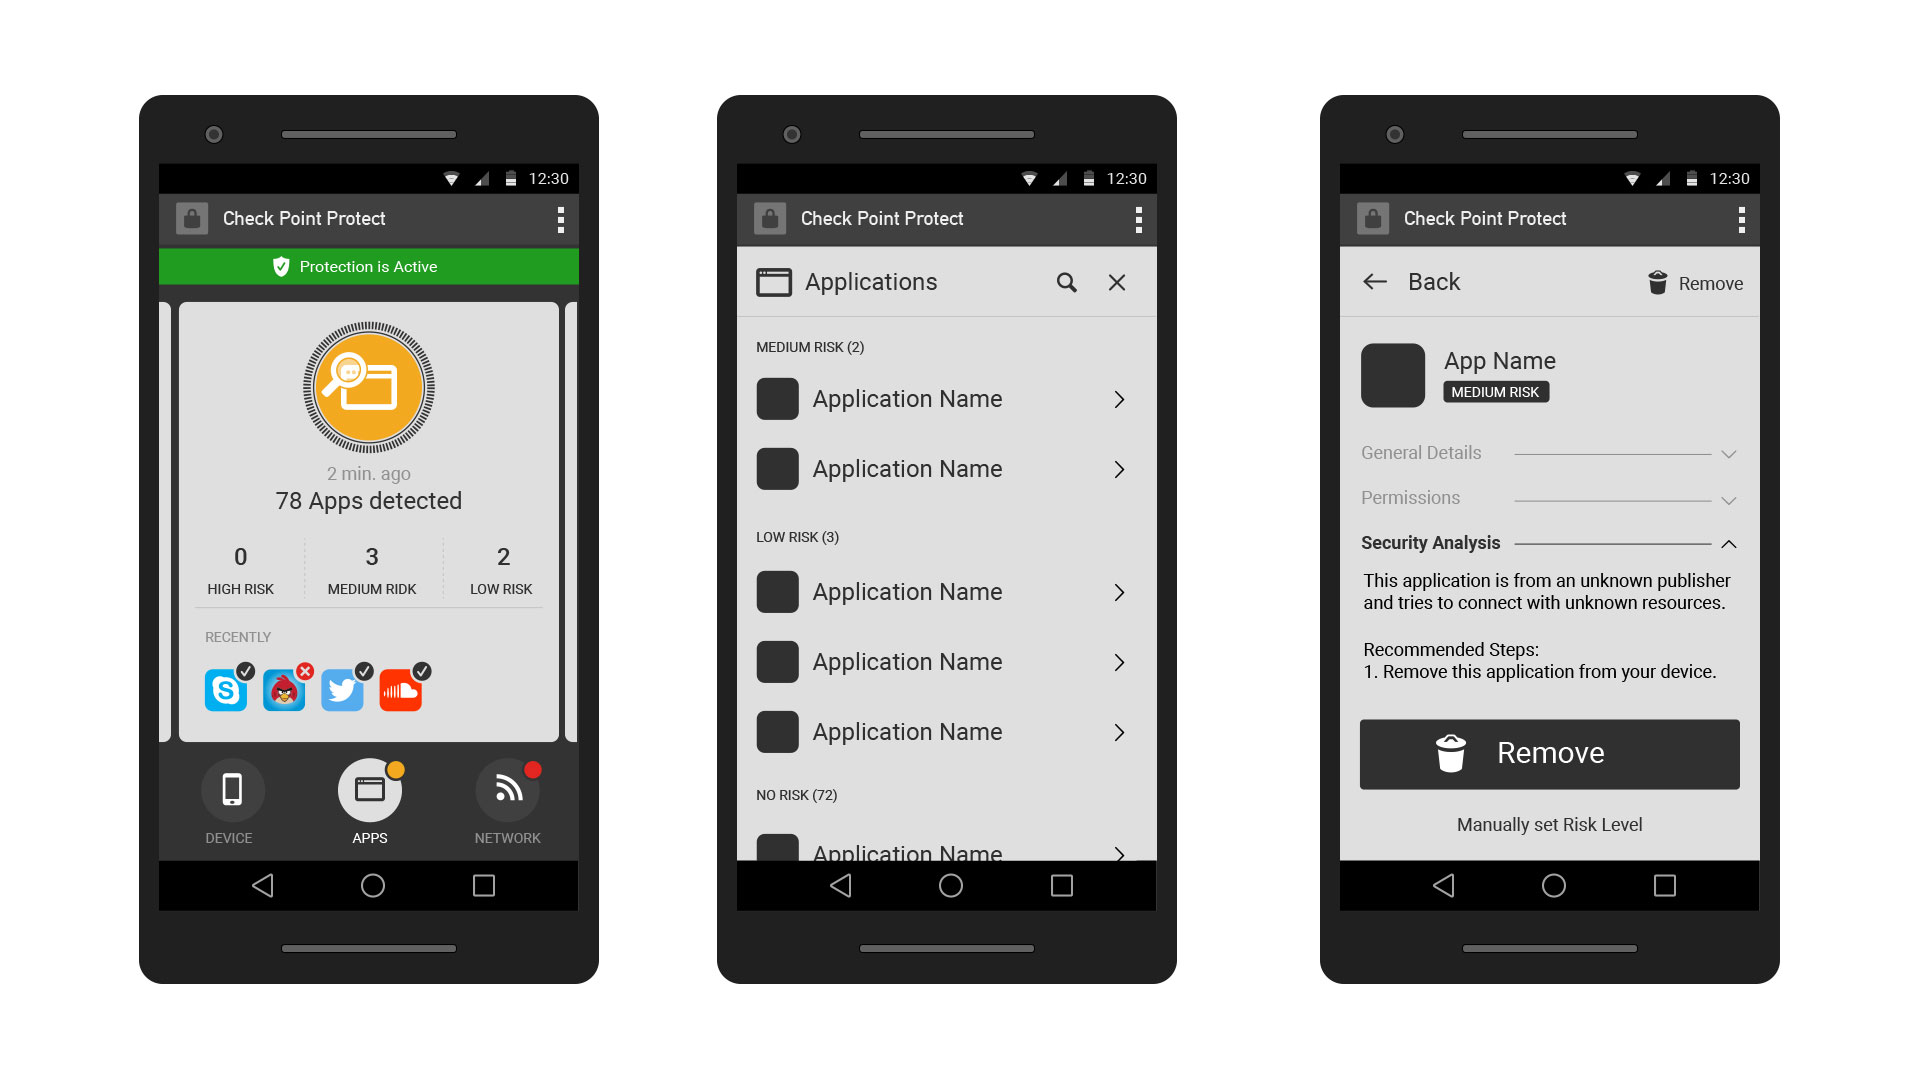 12:30
Check Point Protect
Protection is Active
2 min. ago
78 Apps detected
0 3 2
HIGH RISK MEDIUM RIDK LOW RISK
RECENTLY
S
DEVICE APPS NETWORK
12:30
Check Point Protect
Applications
MEDIUM RISK (2)
Application Name
Application Name
LOW RISK (3)
Application Name
Application Name
Application Name
NO RISK (72)
Application Name
12:30
Check Point Protect
Back Remove
App Name
MEDIUM RISK
General Details
Permissions
Security Analysis
This application is from an unknown publisher
and tries to connect with unknown resources.
Recommended Steps:
1. Remove this application from your device.
Remove
Manually set Risk Level